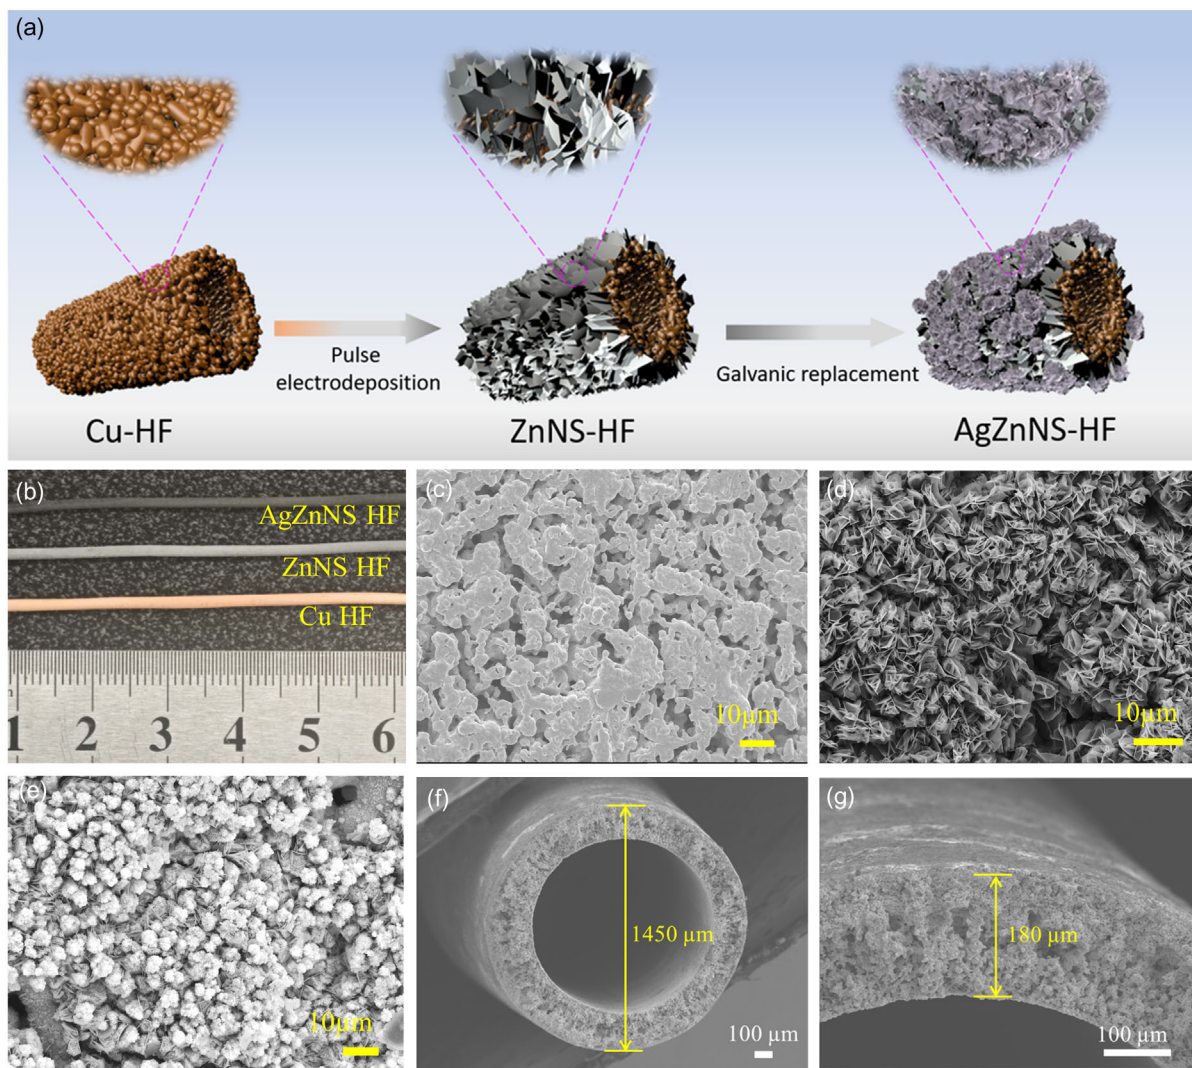 (a)
Pulse
electrodeposition
Galvanic replacement
Cu-HF
ZnNS-HF
AgZnNS-HF
(b)
AgZnNS HF
ZnNS HF
Cu HF
1 2 3 4 5 6
(c)
10μm
(d)
10μm
(e)
10μm
(f)
1450 μm
100 μm
(g)
180 μm
100 μm